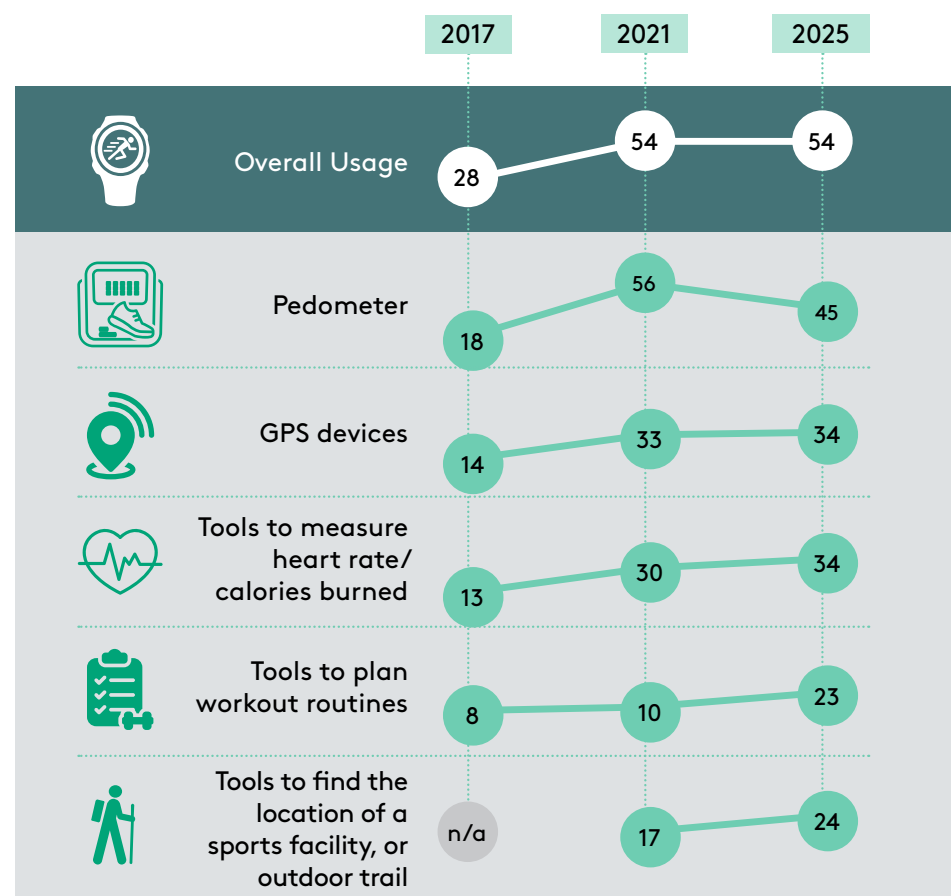 2017 2021 2025
Overall Usage 28 54 54
Pedometer 18 56 45
GPS devices 14 33 34
Tools to measure
heart rate/
calories burned 13 30 34
Tools to plan
workout routines 8 10 23
Tools to find the
location of a
sports facility, or
outdoor trail n/a 17 24